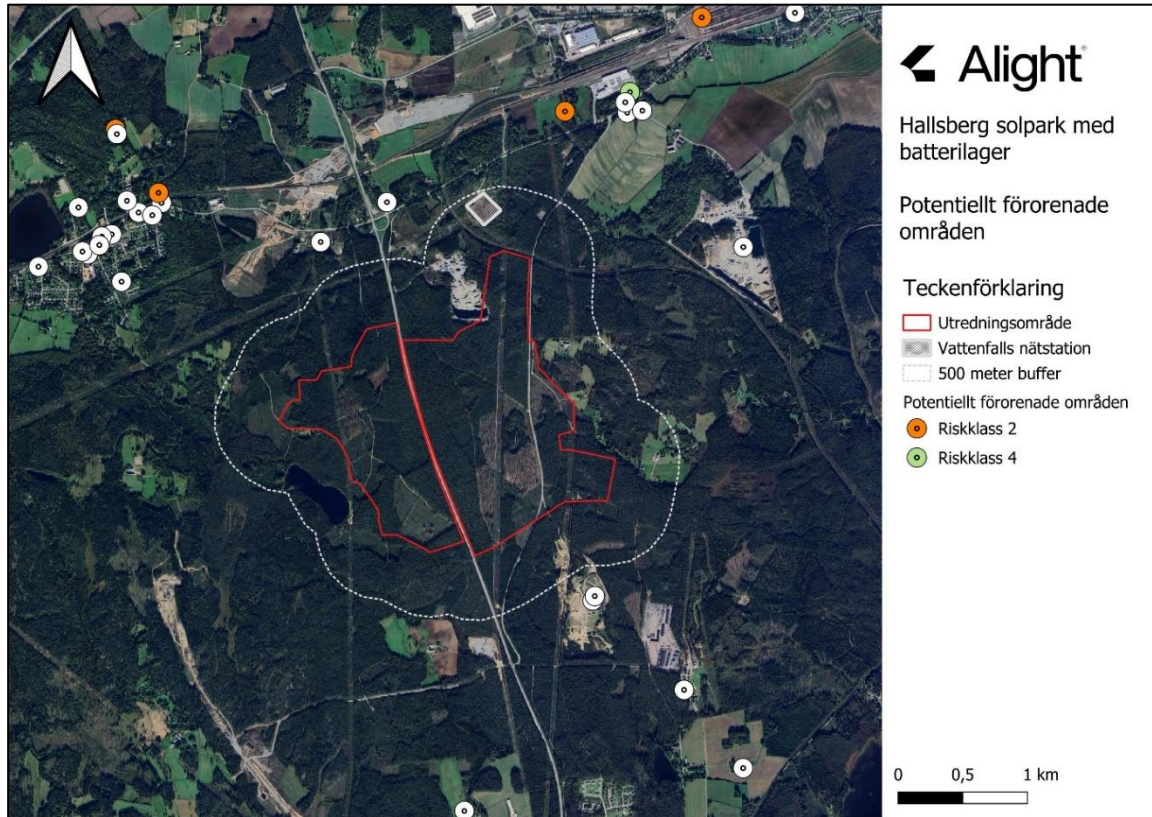 Alight®
Hallsberg solpark med
batterilager
Potentiellt förorenade
områden
Teckenförklaring
Utredningsområde
Vattenfalls nätstation
500 meter buffer
Potentiellt förorenade områden
Riskklass 2
Riskklass 4
0 0,5 1 km